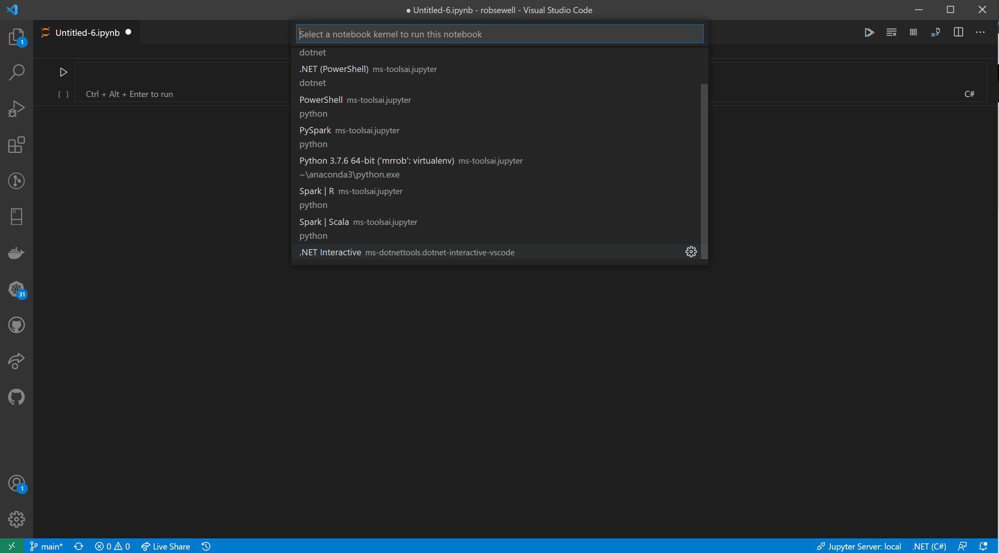 ● Untitled-6.ipynb - robsewell - Visual Studio Code
Untitled-6.ipynb
Select a notebook kernel to run this notebook
dotnet
.NET (PowerShell) ms-toolsai.jupyter
dotnet
PowerShell ms-toolsai.jupyter
python
PySpark ms-toolsai.jupyter
python
Python 3.7.6 64-bit ('mrrob': virtualenv) ms-toolsai.jupyter
~\anaconda3\python.exe
Spark | R ms-toolsai.jupyter
python
Spark | Scala ms-toolsai.jupyter
python
.NET Interactive ms-dotnettools.dotnet-interactive-vscode
[ ] Ctrl + Alt + Enter to run
C#
1
31
1
main* 0 0 Live Share
Jupyter Server: local .NET (C#)